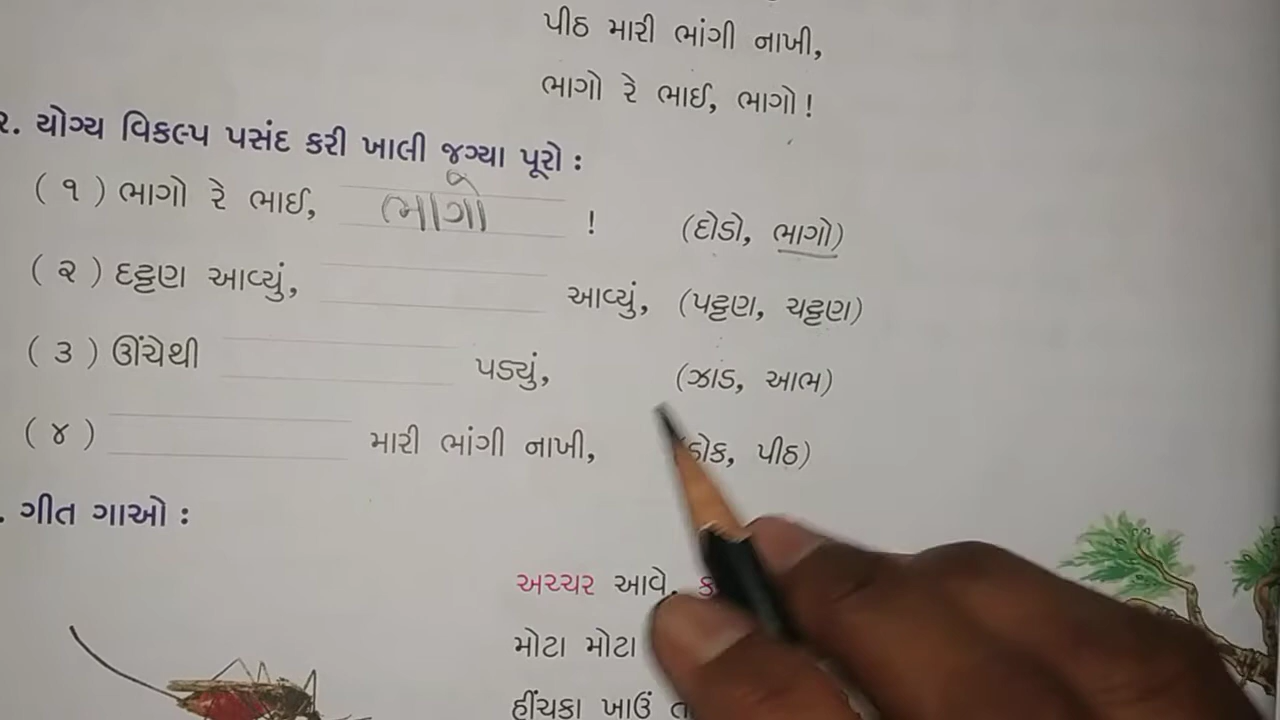 પીઠ મારી ભાંગી નાખી,
ભાગો રે ભાઈ, ભાગો!
૨. યોગ્ય વિકલ્પ પસંદ કરી ખાલી જગ્યા પૂરો :
(૧) ભાગો રે ભાઈ, ભાગો ! (દોડો, ભાગો)
(૨) દટ્ટણ આવ્યું, આવ્યું, (પટ્ટણ, ચટ્ટણ)
(૩) ઊંચેથી પડ્યું, (ઝાડ, આભ)
(૪) મારી ભાંગી નાખી, (ડોક, પીઠ)
. ગીત ગાઓ :
અચ્ચર આવે,
મોટા મોટા
હીંચકા ખાઉં